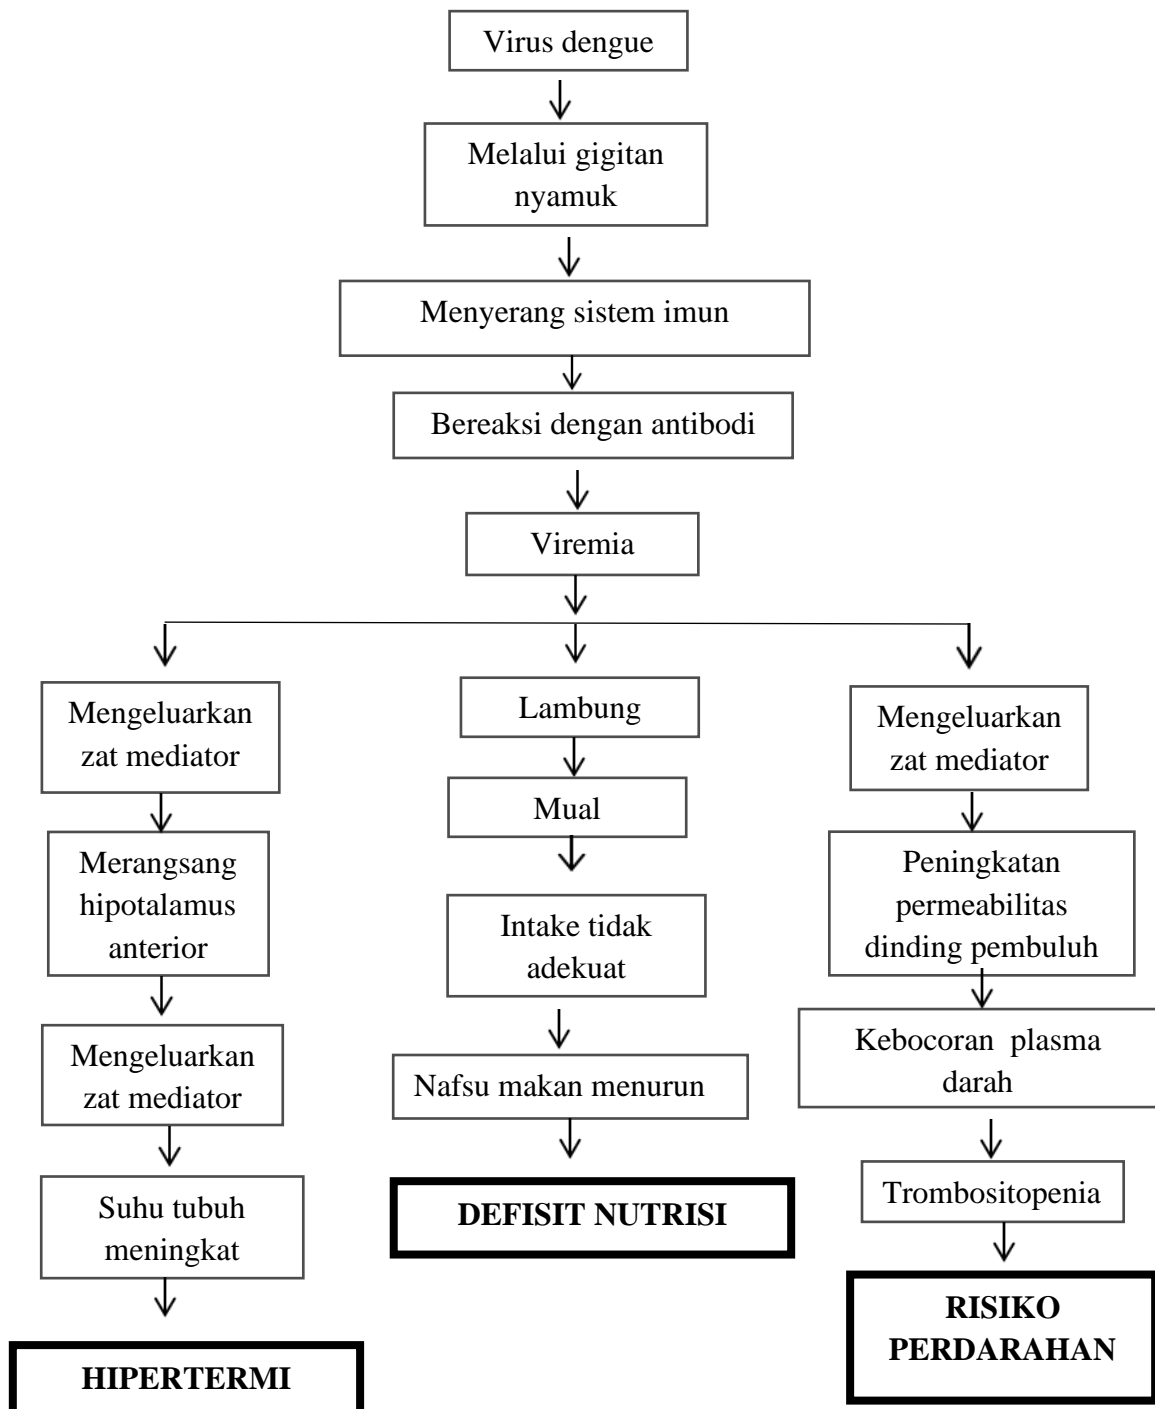 Virus dengue
Melalui gigitan
nyamuk
Menyerang sistem imun
Bereaksi dengan antibodi
Viremia
Mengeluarkan
zat mediator
Merangsang
hipotalamus
anterior
Mengeluarkan
zat mediator
Suhu tubuh
meningkat
HIPERTERMI
Lambung
Mual
Intake tidak
adekuat
Nafsu makan menurun
DEFISIT NUTRISI
Mengeluarkan
zat mediator
Peningkatan
permeabilitas
dinding pembuluh
Kebocoran plasma
darah
Trombositopenia
RISIKO
PERDARAHAN